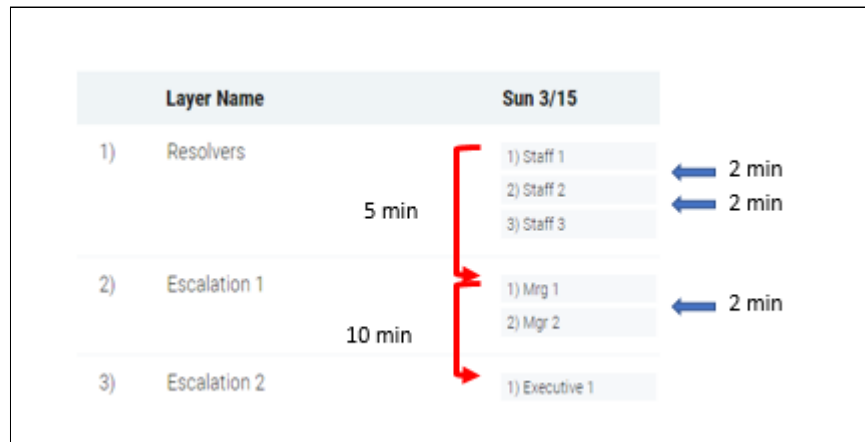 Layer Name Sun 3/15
1) Resolvers 1) Staff 1 2 min
2) Staff 2 2 min
5 min
3) Staff 3
2) Escalation 1 1) Mrg 1 2 min
2) Mgr 2
10 min
3) Escalation 2 1) Executive 1